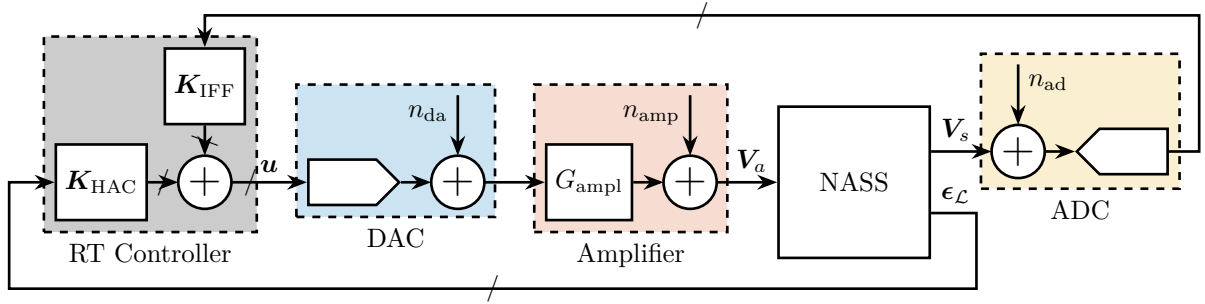 K_IFF
K_HAC
+
u
RT Controller
n_da
+
DAC
n_amp
G_ampl
+
Amplifier
V_a
NASS
V_s
ϵ_ℒ
n_ad
+
ADC